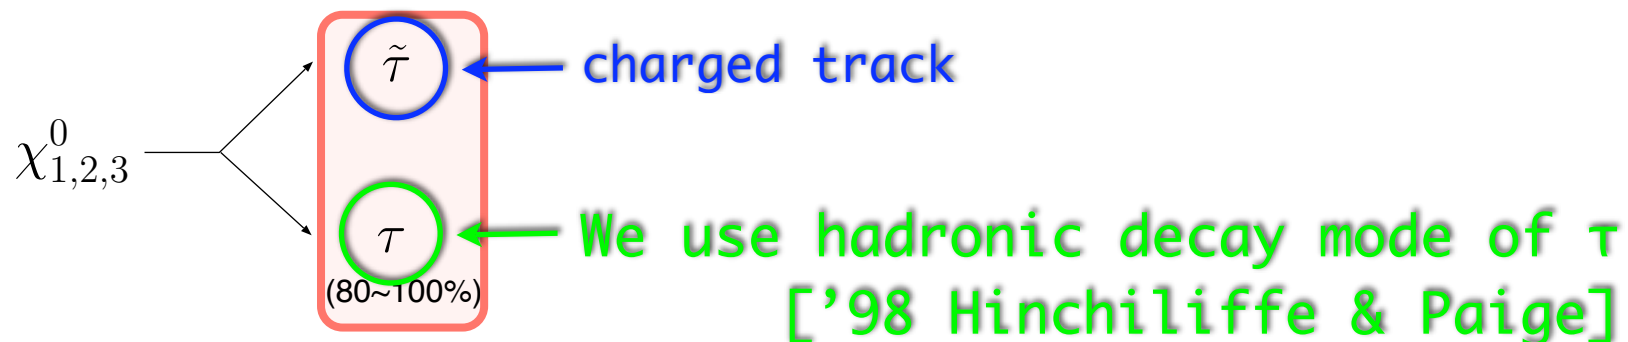 τ̃
charged track
χ⁰₁,₂,₃
τ
We use hadronic decay mode of τ
(80~100%)
['98 Hinchiliffe & Paige]